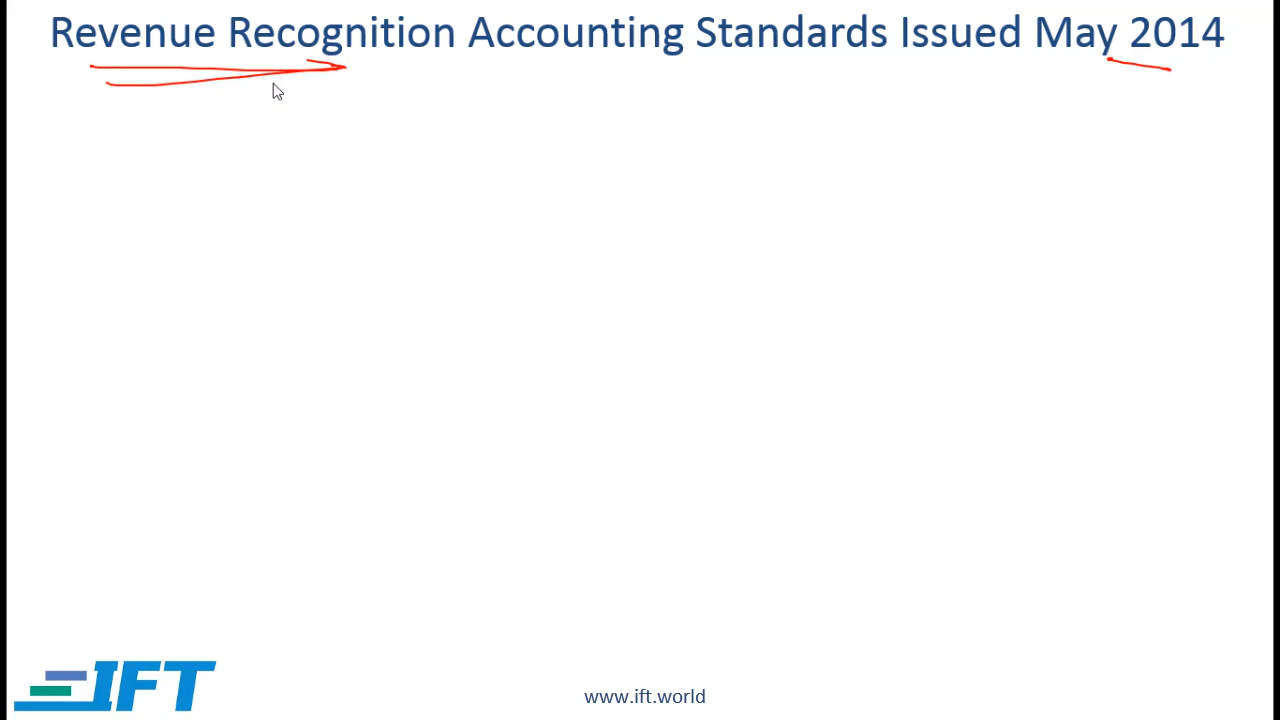 Revenue Recognition Accounting Standards Issued May 2014
IFT
www.ift.world